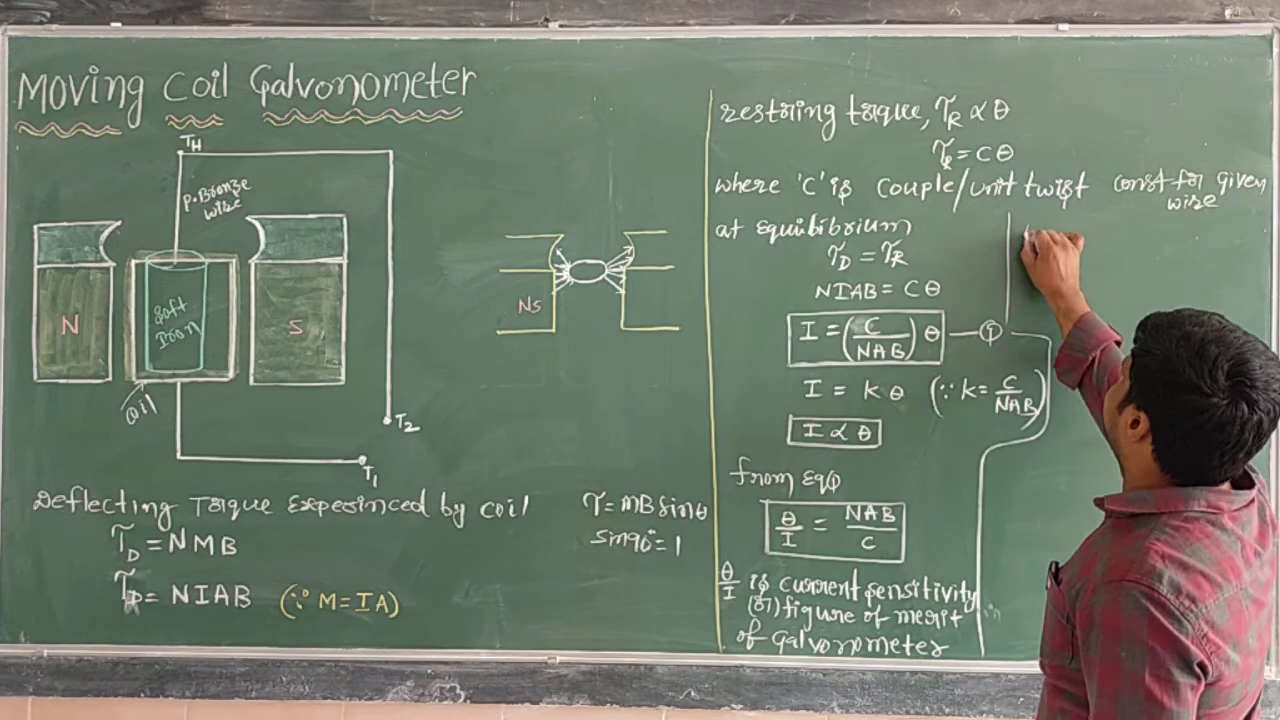 Moving Coil Galvonometer
TH
P.Bronze
wire
N
Soft
Iron
S
Coil
T2
T1
NS
Deflecting Torque Experinced by coil
τD = NMB
τD = NIAB (∵ M = IA)
τ = MB sinθ
sin90° = 1
restoring torque, τR ∝ θ
τR = Cθ
where 'C' is couple/unit twist const for given
wire
at equibibrium
τD = τR
NIAB = Cθ
I = (C/NAB) θ — ①
I = K θ (∵ K = C/NAB)
I ∝ θ
from Eq①
θ/I = NAB/C
θ/I is current sensitivity
(or) figure of merit
of galvonometer